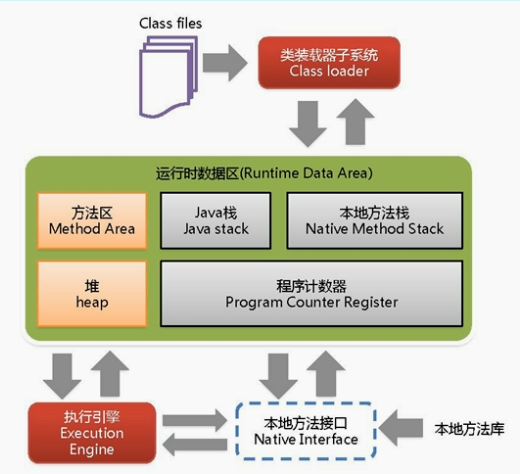 Class files
类装载器子系统
Class loader
运行时数据区(Runtime Data Area)
方法区
Method Area
Java栈
Java stack
本地方法栈
Native Method Stack
堆
heap
程序计数器
Program Counter Register
执行引擎
Execution
Engine
本地方法接口
Native Interface
本地方法库